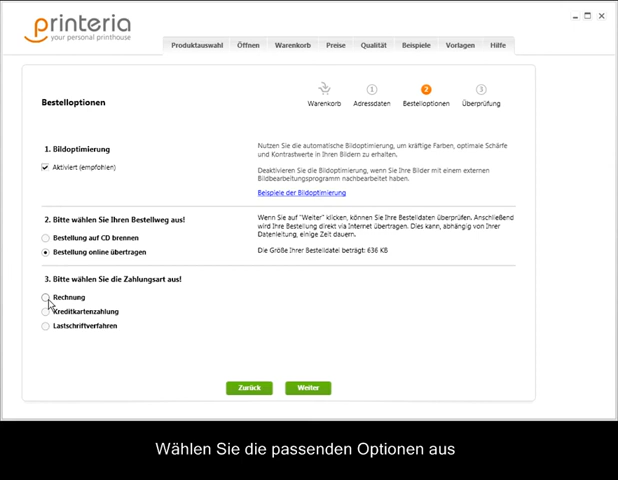 printeria
your personal printhouse
Produktauswahl Öffnen Warenkorb Preise Qualität Beispiele Vorlagen Hilfe
Bestelloptionen
1 2 3
Warenkorb Adressdaten Bestelloptionen Überprüfung
1. Bildoptimierung
Aktiviert (empfohlen)
Nutzen Sie die automatische Bildoptimierung, um kräftige Farben, optimale Schärfe
und Kontrastwerte in Ihren Bildern zu erhalten.
Deaktivieren Sie die Bildoptimierung, wenn Sie Ihre Bilder mit einem externen
Bildbearbeitungsprogramm nachbearbeitet haben.
Beispiele der Bildoptimierung
2. Bitte wählen Sie Ihren Bestellweg aus!
Bestellung auf CD brennen
Bestellung online übertragen
Wenn Sie auf "Weiter" klicken, können Sie Ihre Bestelldaten überprüfen. Anschließend
wird Ihre Bestellung direkt via Internet übertragen. Dies kann, abhängig von Ihrer
Datenleitung, einige Zeit dauern.
Die Größe Ihrer Bestelldatei beträgt: 636 KB
3. Bitte wählen Sie die Zahlungsart aus!
Rechnung
Kreditkartenzahlung
Lastschriftverfahren
Zurück Weiter
Wählen Sie die passenden Optionen aus